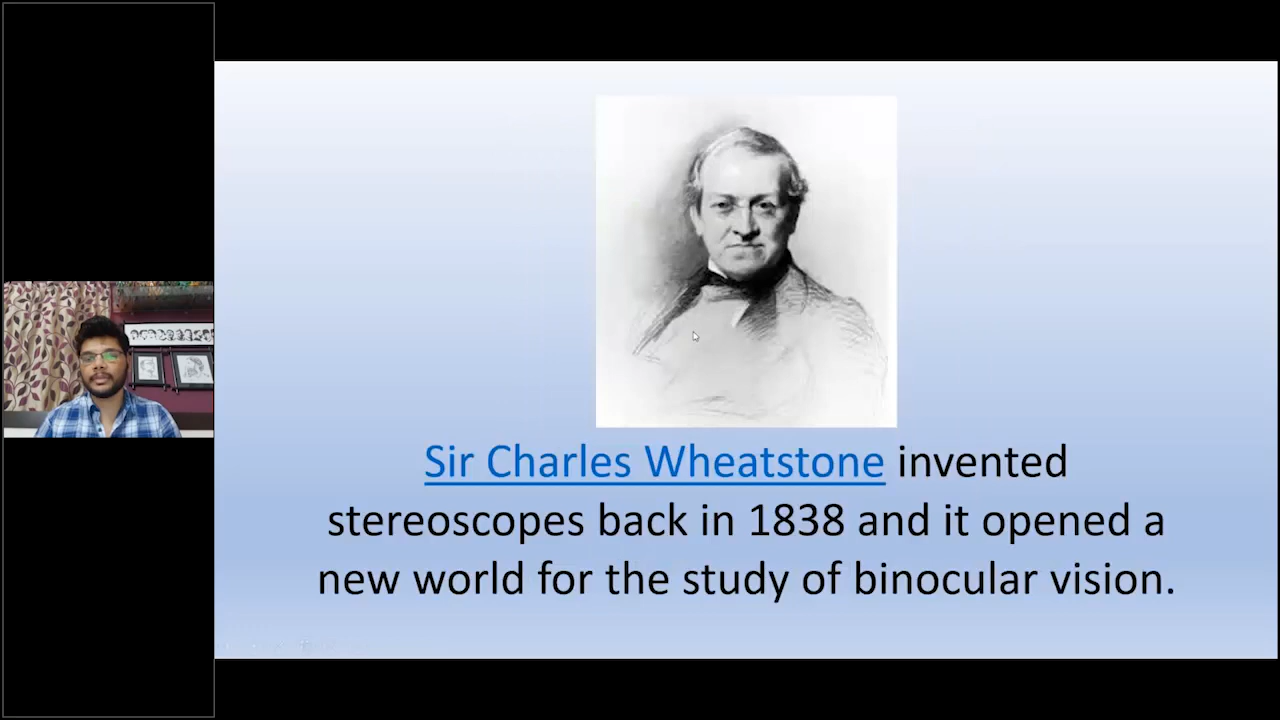 Sir Charles Wheatstone invented
stereoscopes back in 1838 and it opened a
new world for the study of binocular vision.